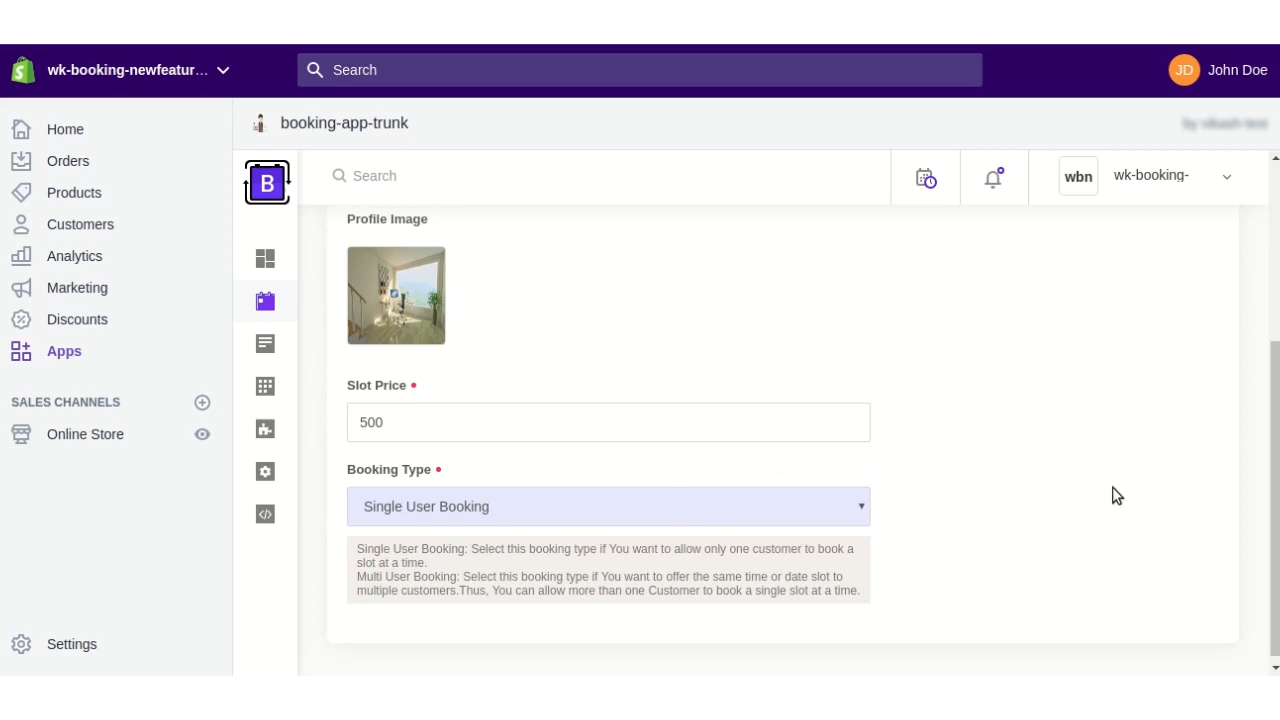 wk-booking-newfeatur...
Search
JD
John Doe
Home
Orders
Products
Customers
Analytics
Marketing
Discounts
Apps
SALES CHANNELS
Online Store
Settings
booking-app-trunk
B
Search
wbn
wk-booking-
Profile Image
Slot Price
500
Booking Type
Single User Booking
Single User Booking: Select this booking type if You want to allow only one customer to book a
slot at a time.
Multi User Booking: Select this booking type if You want to offer the same time or date slot to
multiple customers.Thus, You can allow more than one Customer to book a single slot at a time.